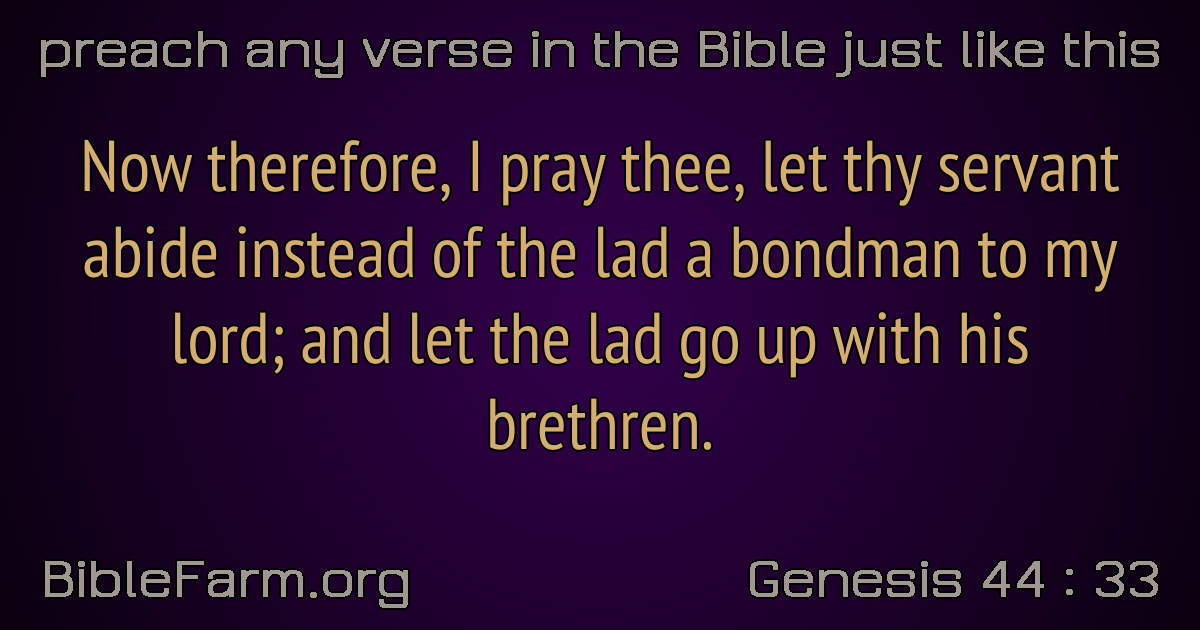 preach any verse in the Bible just like this
Now therefore, I pray thee, let thy servant
abide instead of the lad a bondman to my
lord; and let the lad go up with his
brethren.
BibleFarm.org
Genesis 44 : 33